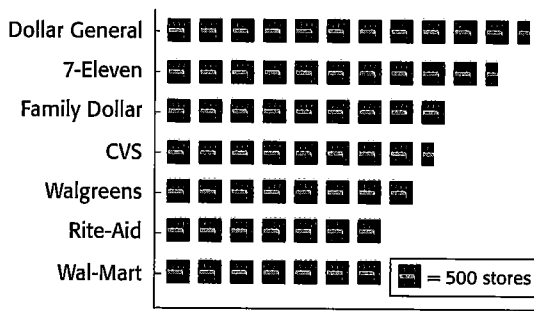 Dollar General
7-Eleven
Family Dollar
CVS
Walgreens
Rite-Aid
Wal-Mart
= 500 stores